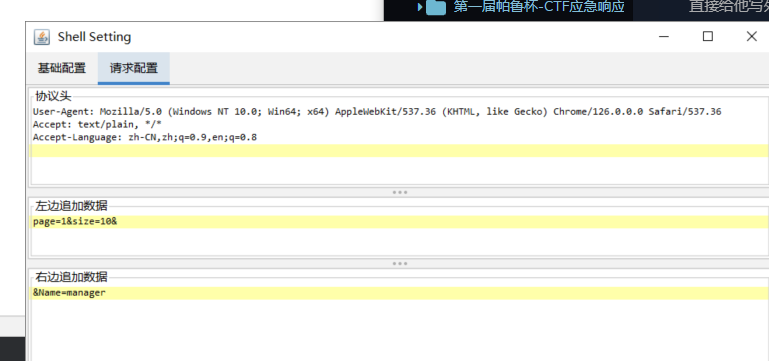 第一届帕鲁杯-CTF应急响应
直接给他写
Shell Setting
基础配置 请求配置
协议头
User-Agent: Mozilla/5.0 (Windows NT 10.0; Win64; x64) AppleWebKit/537.36 (KHTML, like Gecko) Chrome/126.0.0.0 Safari/537.36
Accept: text/plain, */*
Accept-Language: zh-CN,zh;q=0.9,en;q=0.8
左边追加数据
page=1&size=10&
右边追加数据
&Name=manager